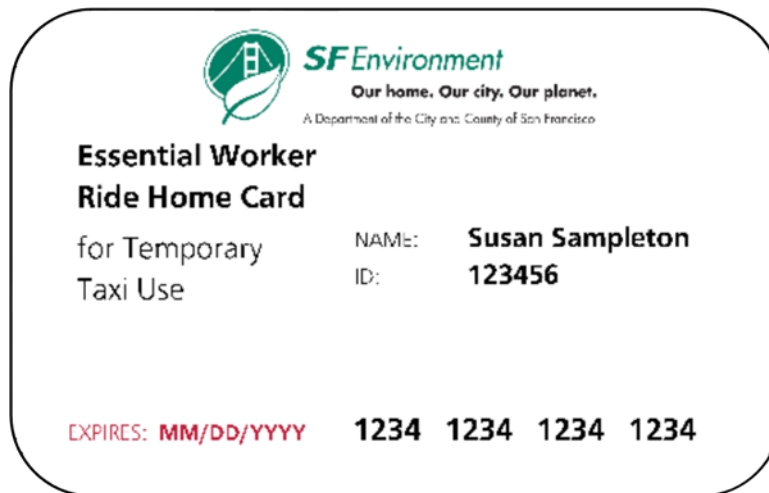 SF Environment
Our home. Our city. Our planet.
A Department of the City and County of San Francisco
Essential Worker
Ride Home Card
for Temporary
Taxi Use
NAME: Susan Sampleton
ID: 123456
EXPIRES: MM/DD/YYYY 1234 1234 1234 1234